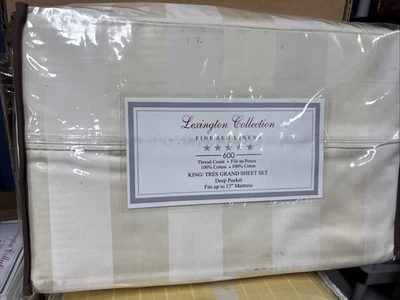 Lexington Collection
FINE BED LINENS
600
Thread Count • Fils au Pouce
100% Cotton • 100% Coton
KING/ TRÈS GRAND SHEET SET
Deep Pocket
Fits up to 17" Mattress